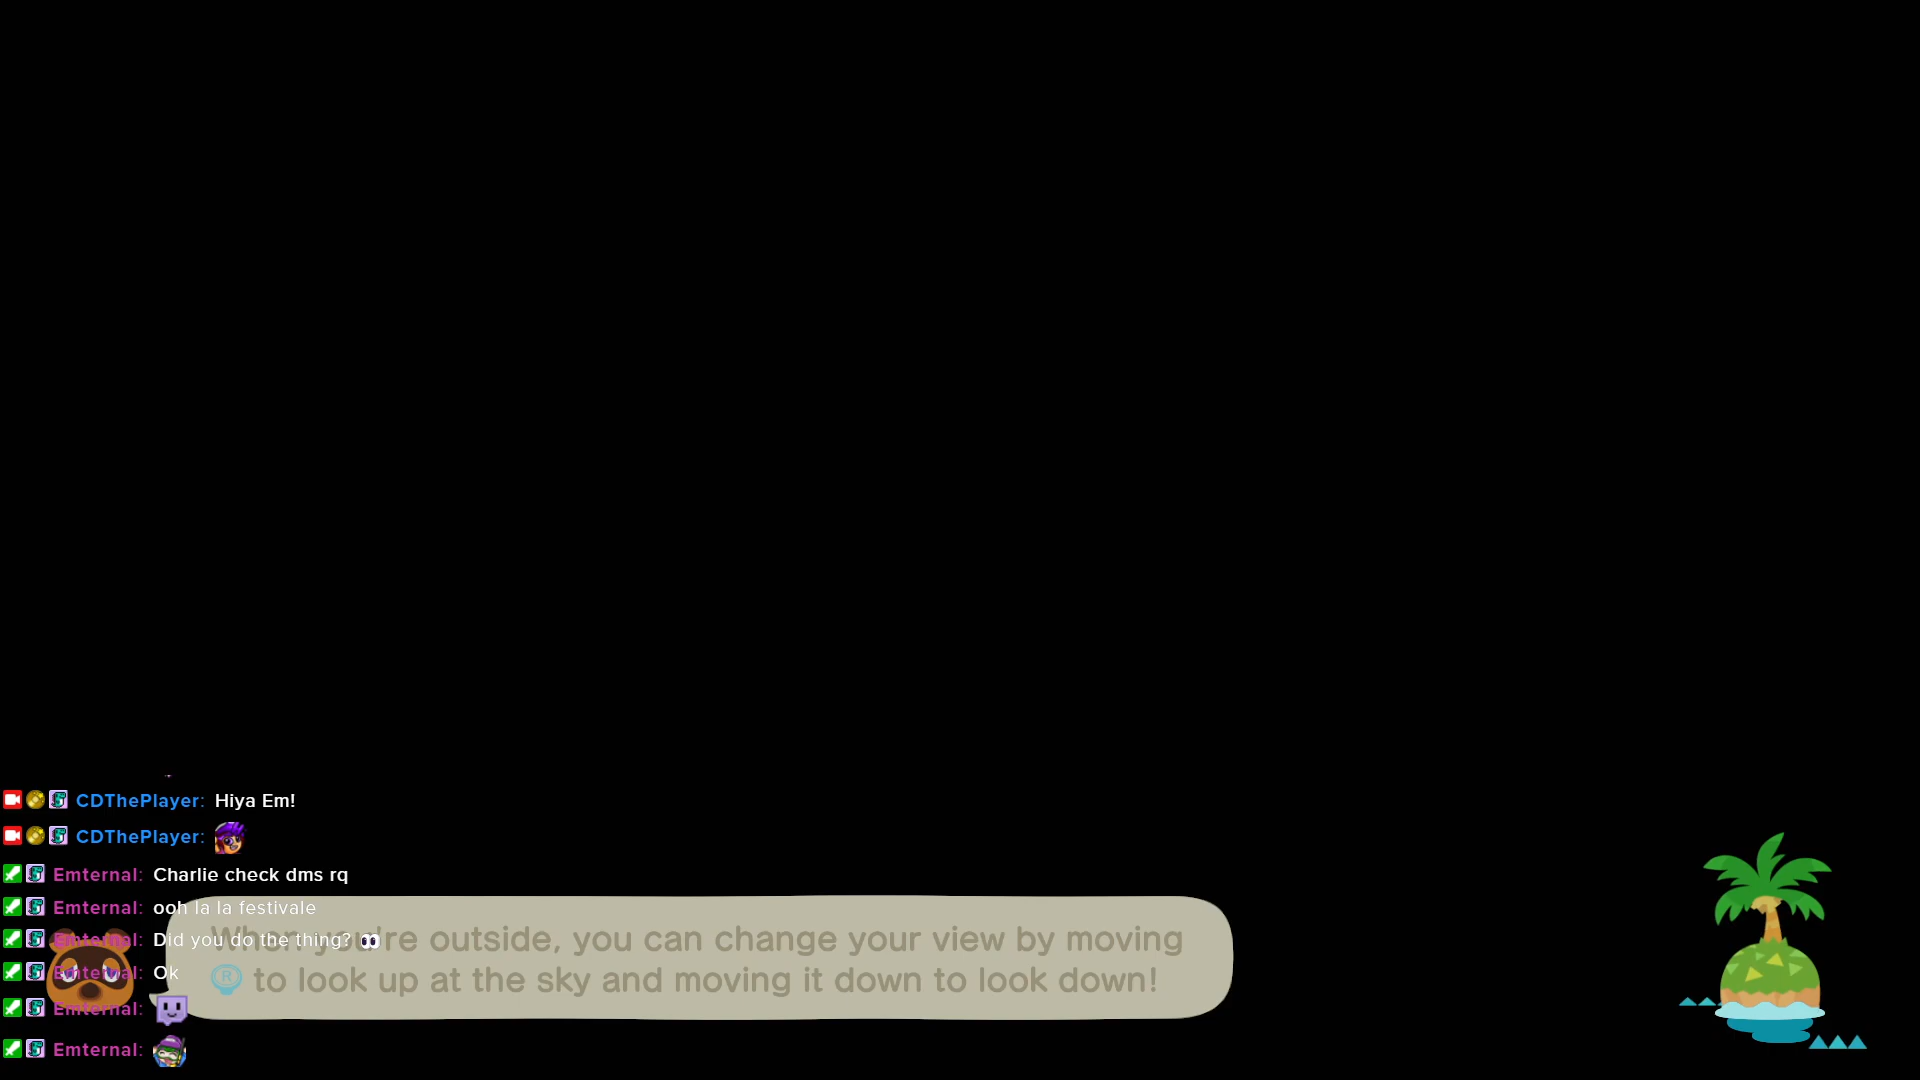 CDThePlayer: Hiya Em!
CDThePlayer:
Emternal: Charlie check dms rq
Emternal: ooh la la festivale
Emternal: Did you do the thing? 👀
Emternal: Ok
Emternal:
Emternal:
When you're outside, you can change your view by moving
R to look up at the sky and moving it down to look down!